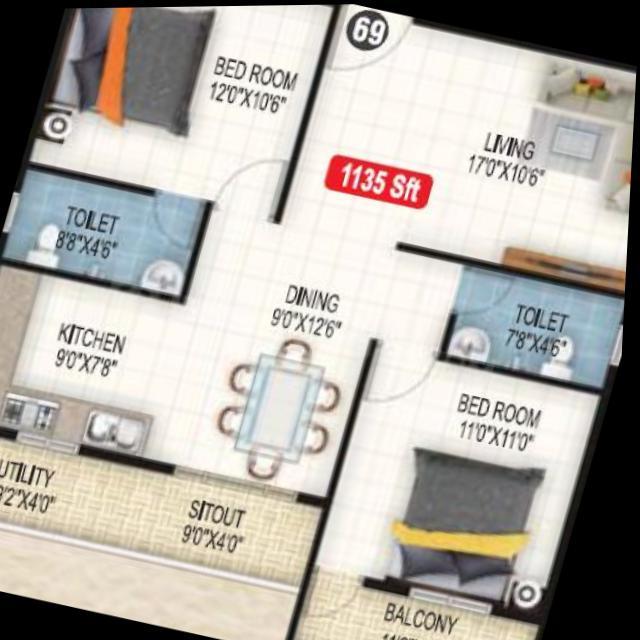 69
BED ROOM
12'0"X10'6"
LIVING
17'0"X10'6"
1135 Sft
TOILET
8'8"X4'6"
DINING
9'0"X12'6"
TOILET
7'8"X4'6"
KITCHEN
9'0"X7'8"
BED ROOM
11'0"X11'0"
UTILITY
SITOUT
9'0"X4'0"
BALCONY